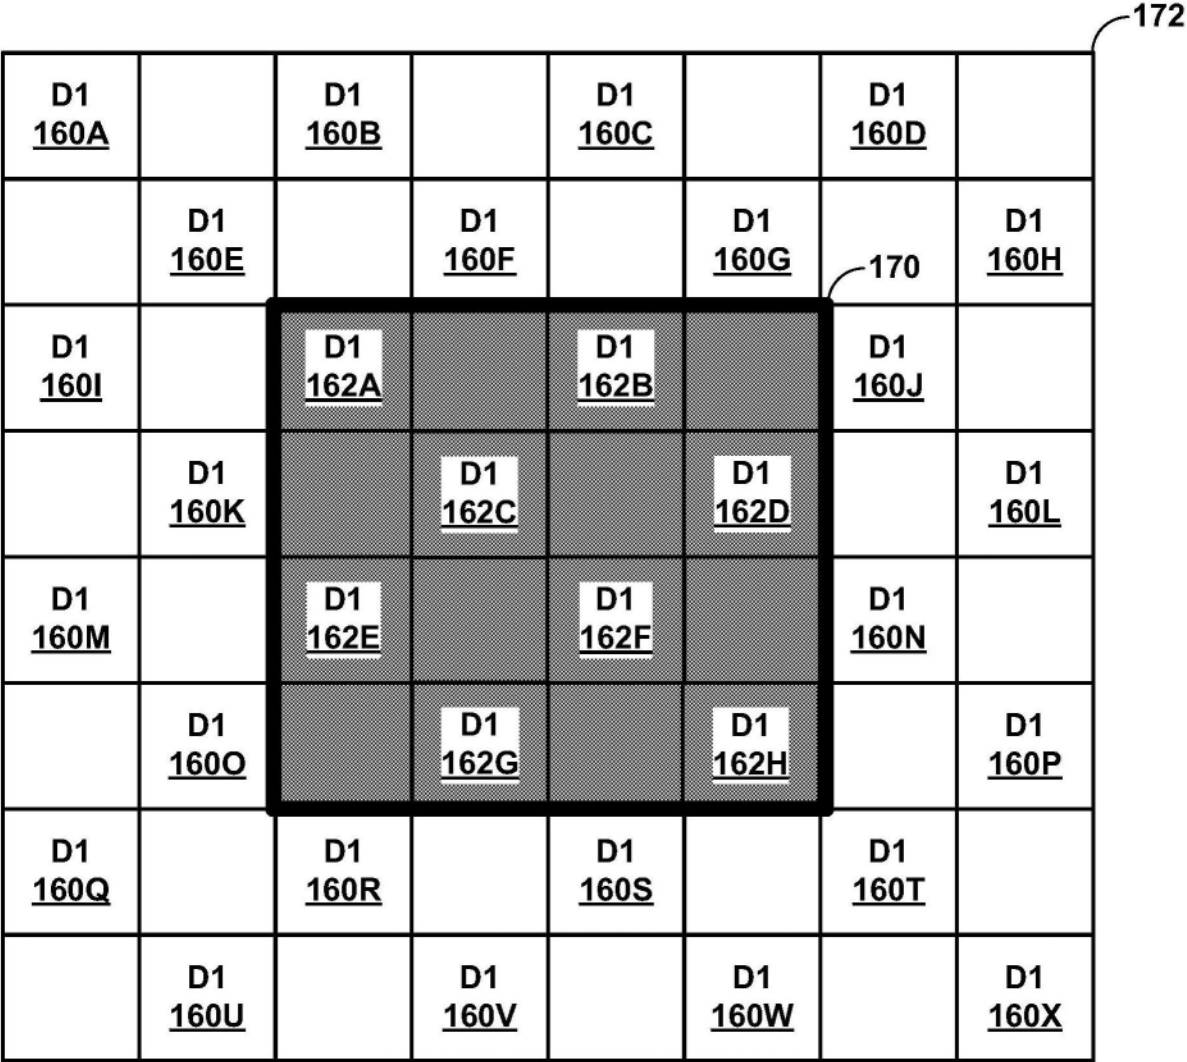 172
D1 D1 D1 D1
160A 160B 160C 160D
D1 D1 D1 D1
160E 160F 160G 160H
170
D1 D1 D1 D1
160I 162A 162B 160J
D1 D1 D1 D1
160K 162C 162D 160L
D1 D1 D1 D1
160M 162E 162F 160N
D1 D1 D1 D1
160O 162G 162H 160P
D1 D1 D1 D1
160Q 160R 160S 160T
D1 D1 D1 D1
160U 160V 160W 160X